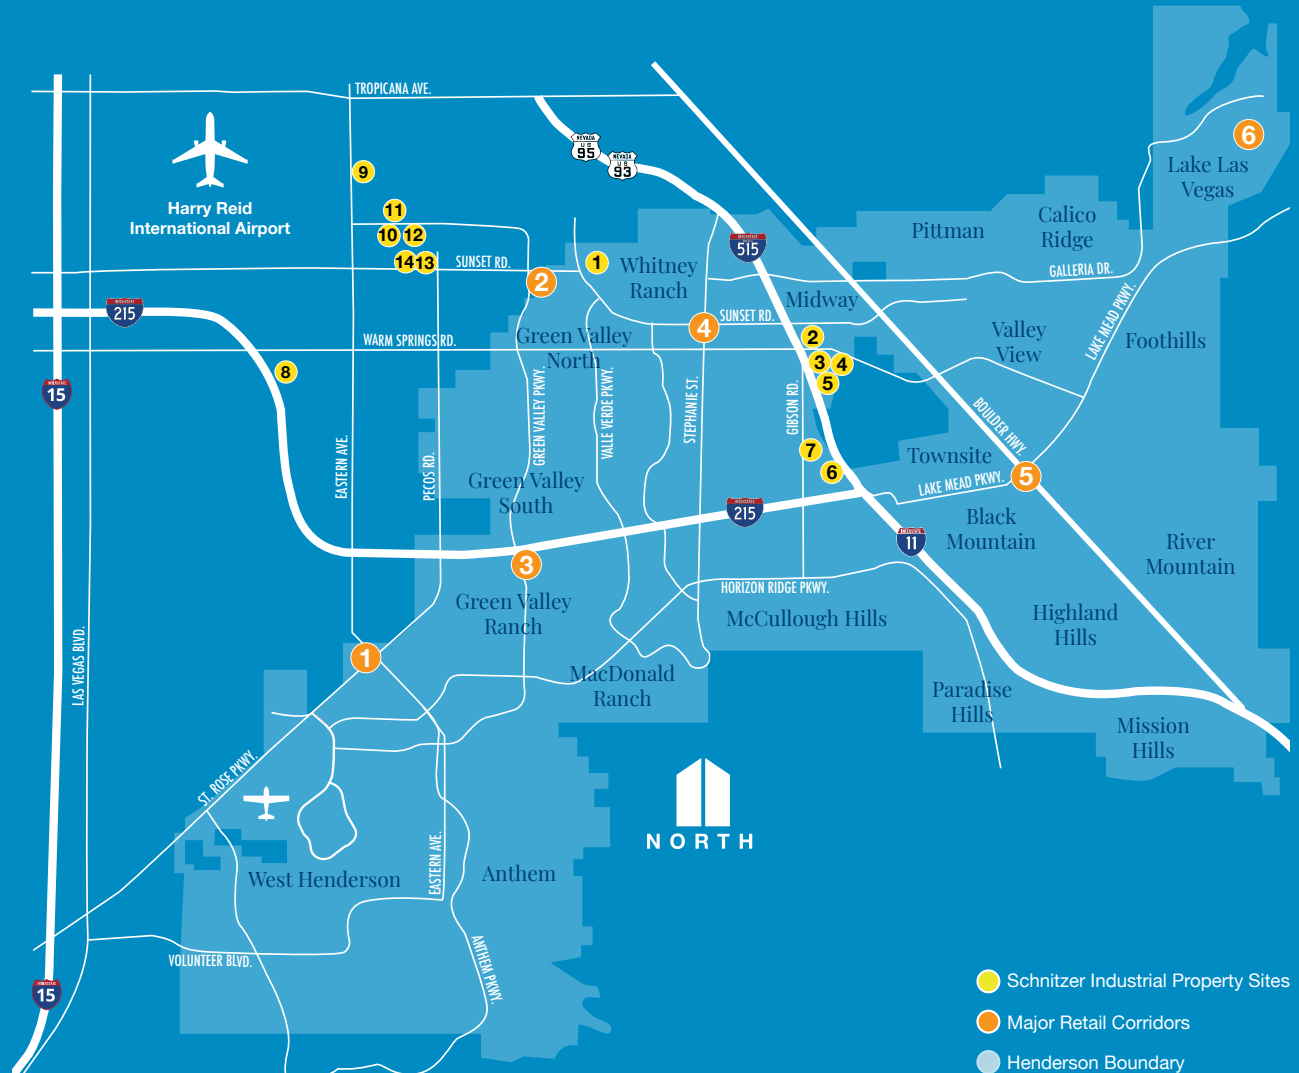 TROPICANA AVE.
NEVADA
U S
95
NEVADA
U S
93
6
Lake Las
Vegas
9
Harry Reid
International Airport
11
10
12
14
13
SUNSET RD.
2
1
Whitney
Ranch
INTERSTATE
515
Pittman
Calico
Ridge
GALLERIA DR.
Midway
INTERSTATE
215
4
SUNSET RD.
2
Valley
View
LAKE MEAD PKWY.
Foothills
WARM SPRINGS RD.
Green Valley
North
8
3
4
5
INTERSTATE
15
GREEN VALLEY PKWY.
VALLE VERDE PKWY.
STEPHANIE ST.
GIBSON RD.
BOULDER HWY.
EASTERN AVE.
PECOS RD.
7
6
Townsite
LAKE MEAD PKWY.
5
Green Valley
South
INTERSTATE
215
Black
Mountain
INTERSTATE
11
River
Mountain
3
HORIZON RIDGE PKWY.
Green Valley
Ranch
McCullough Hills
Highland
Hills
LAS VEGAS BLVD.
1
MacDonald
Ranch
Paradise
Hills
Mission
Hills
ST. ROSE PKWY.
NORTH
EASTERN AVE.
West Henderson
Anthem
VOLUNTEER BLVD.
ANTHEM PKWY.
INTERSTATE
15
Schnitzer Industrial Property Sites
Major Retail Corridors
Henderson Boundary